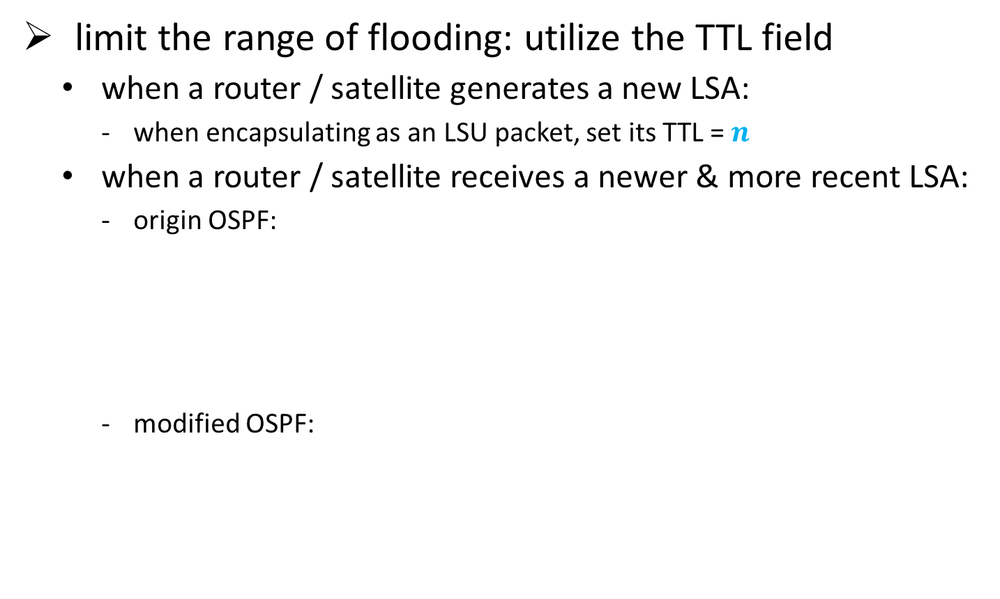 ➢ limit the range of flooding: utilize the TTL field
• when a router / satellite generates a new LSA:
- when encapsulating as an LSU packet, set its TTL = n
• when a router / satellite receives a newer & more recent LSA:
- origin OSPF:
- modified OSPF: